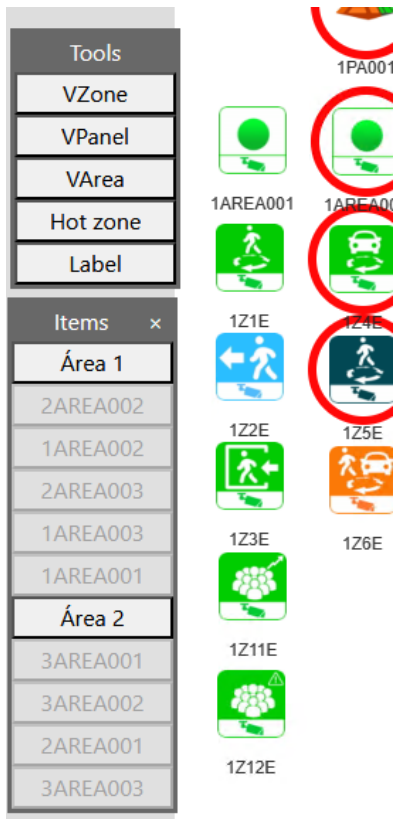 Tools
VZone
VPanel
VArea
Hot zone
Label
Items ×
Área 1
2AREA002
1AREA002
2AREA003
1AREA003
1AREA001
Área 2
3AREA001
3AREA002
2AREA001
3AREA003
1PA001
1AREA001
1Z1E
1Z4E
1Z2E
1Z5E
1Z3E
1Z6E
1Z11E
1Z12E